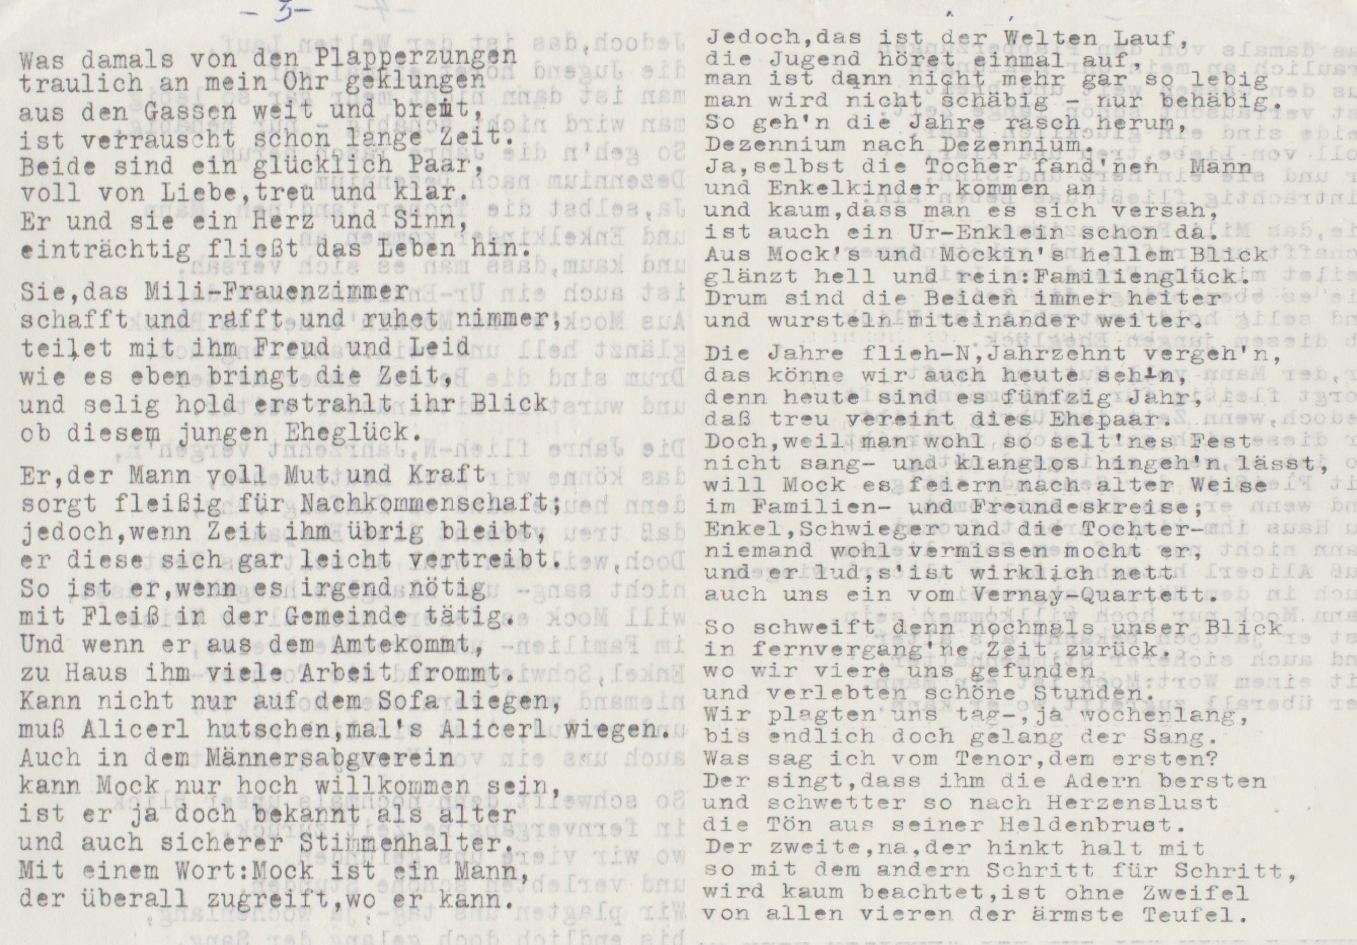 -3-
Was damals von den Plapperzungen
traulich an mein Ohr geklungen
aus den Gassen weit und breit,
ist verrauscht schon lange Zeit.
Beide sind ein glücklich Paar,
voll von Liebe,treu und klar.
Er und sie ein Herz und Sinn,
einträchtig fließt das Leben hin.
Sie,das Mili-Frauenzimmer
schafft und rafft und ruhet nimmer,
teilet mit ihm Freud und Leid
wie es eben bringt die Zeit,
und selig hold erstrahlt ihr Blick
ob diesem jungen Eheglück.
Er,der Mann voll Mut und Kraft
sorgt fleißig für Nachkommenschaft;
jedoch,wenn Zeit ihm übrig bleibt,
er diese sich gar leicht vertreibt.
So ist er,wenn es irgend nötig
mit Fleiß in der Gemeinde tätig.
Und wenn er aus dem Amtekommt,
zu Haus ihm viele Arbeit frommt.
Kann nicht nur auf dem Sofa liegen,
muß Alicerl hutschen,mal's Alicerl wiegen.
Auch in dem Männersabgverein
kann Mock nur hoch willkommen sein,
ist er ja doch bekannt als alter
und auch sicherer Stimmenhalter.
Mit einem Wort:Mock ist ein Mann,
der überall zugreift,wo er kann.
Jedoch,das ist der Welten Lauf,
die Jugend höret einmal auf,
man ist dann nicht mehr gar so lebig
man wird nicht schäbig - nur behäbig.
So geh'n die Jahre rasch herum,
Dezennium nach Dezennium.
Ja,selbst die Tocher fand'nen Mann
und Enkelkinder kommen an
und kaum,dass man es sich versah,
ist auch ein Ur-Enklein schon da.
Aus Mock's und Mockin's hellem Blick
glänzt hell und rein:Familienglück.
Drum sind die Beiden immer heiter
und wursteln miteinander weiter.
Die Jahre flieh-N,Jahrzehnt vergeh'n,
das könne wir auch heute seh'n,
denn heute sind es fünfzig Jahr,
daß treu vereint dies Ehepaar.
Doch,weil man wohl so selt'nes Fest
nicht sang- und klanglos hingeh'n lässt,
will Mock es feiern nach alter Weise
im Familien- und Freundeskreise;
Enkel,Schwieger und die Tochter-
niemand wohl vermissen mocht er,
und er lud,s'ist wirklich nett
auch uns ein vom Vernay-Quartett.
So schweift denn nochmals unser Blick
in fernvergang'ne Zeit zurück.
wo wir viere uns gefunden
und verlebten schöne Stunden.
Wir plagten uns tag-,ja wochenlang,
bis endlich doch gelang der Sang.
Was sag ich vom Tenor,dem ersten?
Der singt,dass ihm die Adern bersten
und schwetter so nach Herzenslust
die Tön aus seiner Heldenbrust.
Der zweite,na,der hinkt halt mit
so mit dem andern Schritt für Schritt,
wird kaum beachtet,ist ohne Zweifel
von allen vieren der ärmste Teufel.